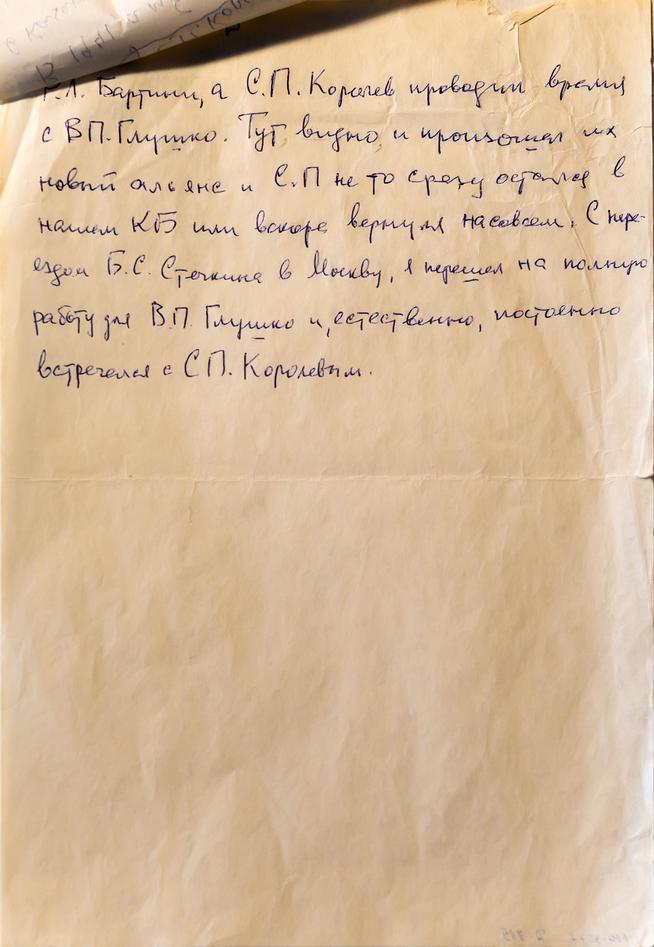 Бартини, а С.П. Королев проводил время
с В.П. Глушко. Тут видно и произошел их
новый альянс и С.П не то сразу остался в
нашем КБ или вскоре вернулся насовсем. С пере-
ездом Б.С. Стечкина в Москву, я перешел на полную
работу для В.П. Глушко и, естественно, постоянно
встречался с С.П. Королевым.